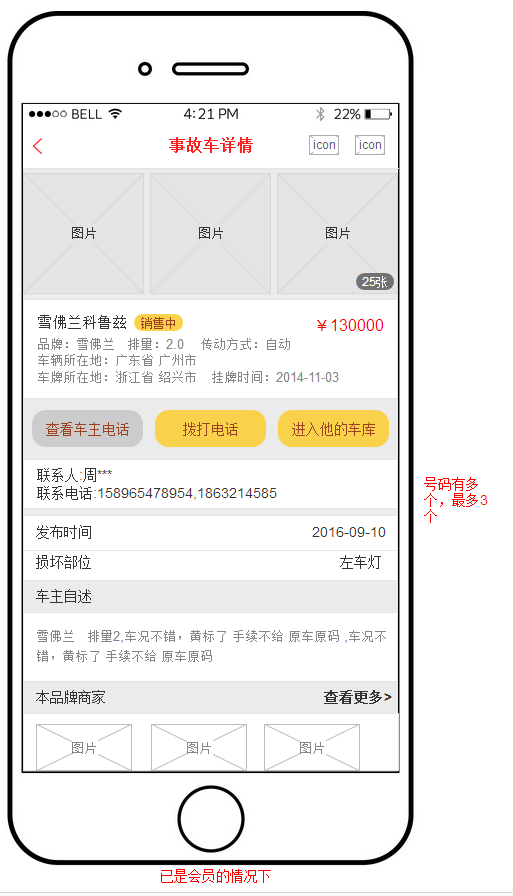 BELL 4:21 PM 22%
事故车详情 icon icon
图片 图片 图片
25张
雪佛兰科鲁兹 销售中 ￥130000
品牌：雪佛兰 排量：2.0 传动方式：自动
车辆所在地：广东省 广州市
车牌所在地：浙江省 绍兴市 挂牌时间：2014-11-03
查看车主电话 拨打电话 进入他的车库
联系人:周***
联系电话:158965478954,1863214585
号码有多
个，最多3
个
发布时间 2016-09-10
损坏部位 左车灯
车主自述
雪佛兰 排量2,车况不错，黄标了 手续不给 原车原码 ,车况不
错，黄标了 手续不给 原车原码
本品牌商家 查看更多>
图片 图片 图片
已是会员的情况下